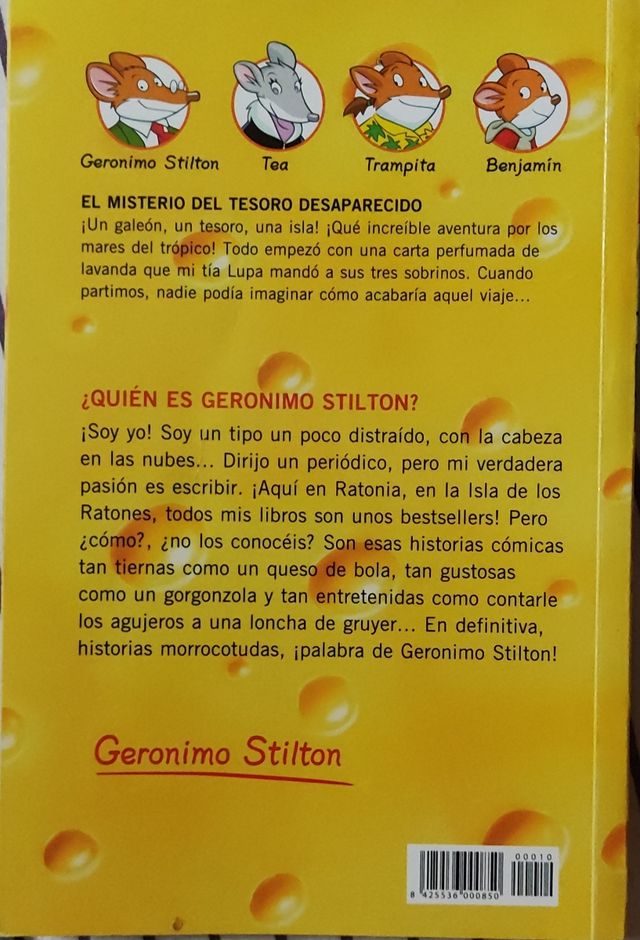 Geronimo Stilton Tea Trampita Benjamín
EL MISTERIO DEL TESORO DESAPARECIDO
¡Un galeón, un tesoro, una isla! ¡Qué increíble aventura por los
mares del trópico! Todo empezó con una carta perfumada de
lavanda que mi tía Lupa mandó a sus tres sobrinos. Cuando
partimos, nadie podía imaginar cómo acabaría aquel viaje...
¿QUIÉN ES GERONIMO STILTON?
¡Soy yo! Soy un tipo un poco distraído, con la cabeza
en las nubes... Dirijo un periódico, pero mi verdadera
pasión es escribir. ¡Aquí en Ratonia, en la Isla de los
Ratones, todos mis libros son unos bestsellers! Pero
¿cómo?, ¿no los conocéis? Son esas historias cómicas
tan tiernas como un queso de bola, tan gustosas
como un gorgonzola y tan entretenidas como contarle
los agujeros a una loncha de gruyer... En definitiva,
historias morrocotudas, ¡palabra de Geronimo Stilton!
Geronimo Stilton
00010
8 425536 000850